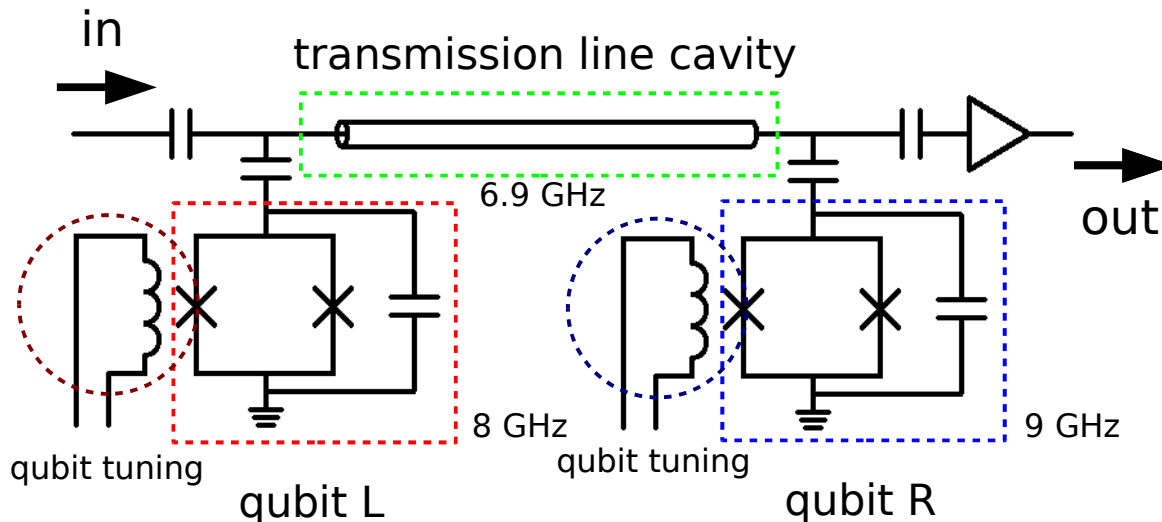 in
transmission line cavity
6.9 GHz
out
8 GHz
9 GHz
qubit tuning
qubit tuning
qubit L
qubit R